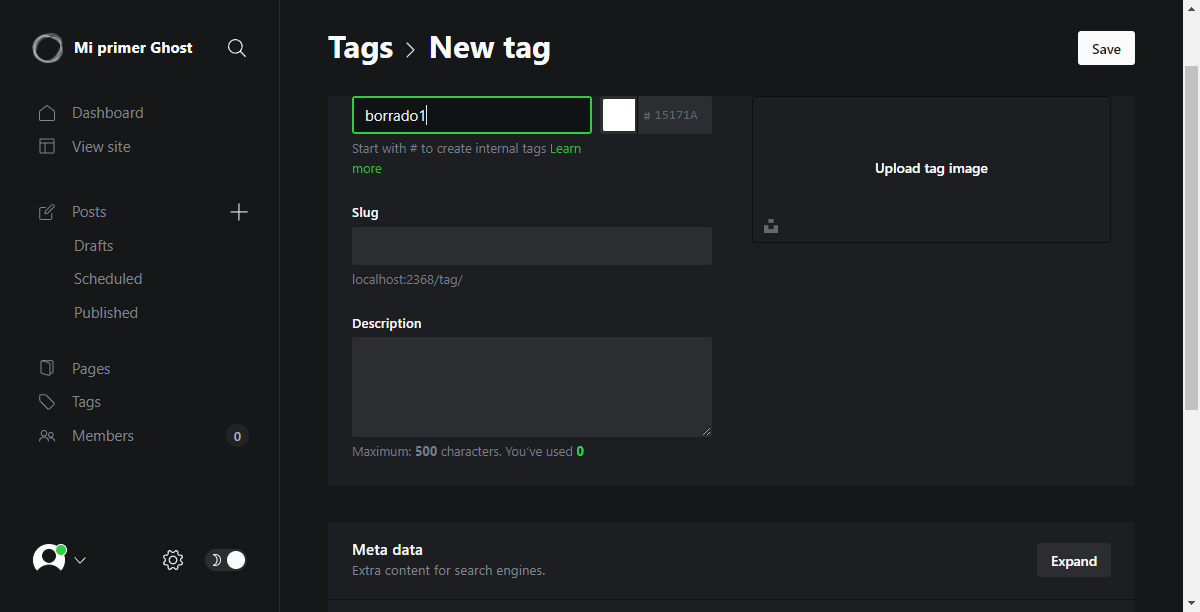 Mi primer Ghost
Dashboard
View site
Posts
Drafts
Scheduled
Published
Pages
Tags
Members
0
Tags > New tag
Save
borrado1
# 15171A
Start with # to create internal tags Learn
more
Slug
localhost:2368/tag/
Description
Maximum: 500 characters. You’ve used 0
Upload tag image
Meta data
Extra content for search engines.
Expand